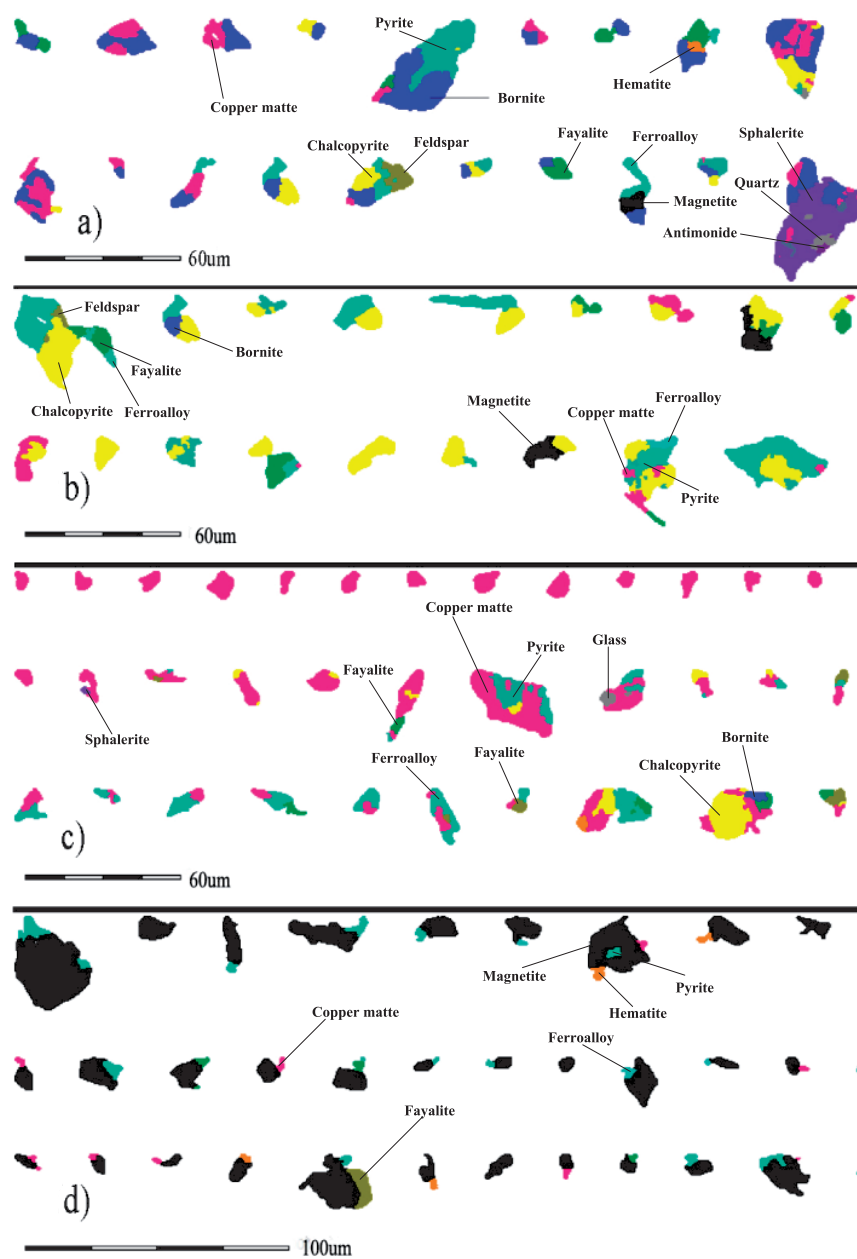 Pyrite
Copper matte
Bornite
Hematite
Chalcopyrite
Feldspar
Fayalite
Ferroalloy
Sphalerite
Quartz
Magnetite
Antimonide
a)
60um
Feldspar
Bornite
Fayalite
Chalcopyrite
Ferroalloy
Magnetite
Copper matte
Ferroalloy
Pyrite
b)
60um
Copper matte
Pyrite
Glass
Fayalite
Sphalerite
Ferroalloy
Fayalite
Bornite
Chalcopyrite
c)
60um
Magnetite
Pyrite
Hematite
Copper matte
Ferroalloy
Fayalite
d)
100um